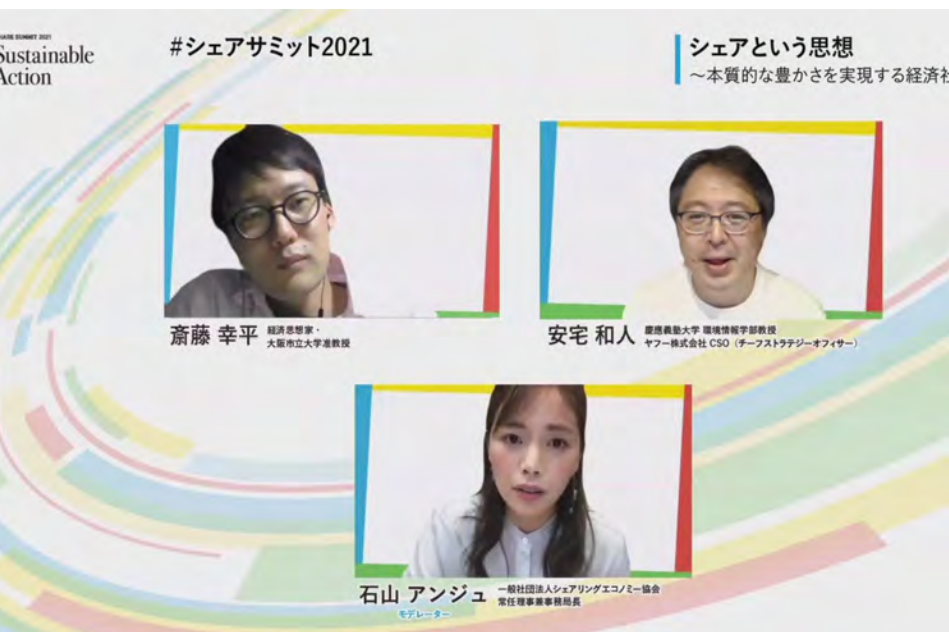 SHARE SUMMIT 2021
Sustainable
Action
#シェアサミット2021
シェアという思想
～本質的な豊かさを実現する経済社
斎藤 幸平
経済思想家・
大阪市立大学准教授
安宅 和人
慶應義塾大学 環境情報学部教授
ヤフー株式会社 CSO（チーフストラテジーオフィサー）
石山 アンジュ
モデレーター
一般社団法人シェアリングエコノミー協会
常任理事兼事務局長